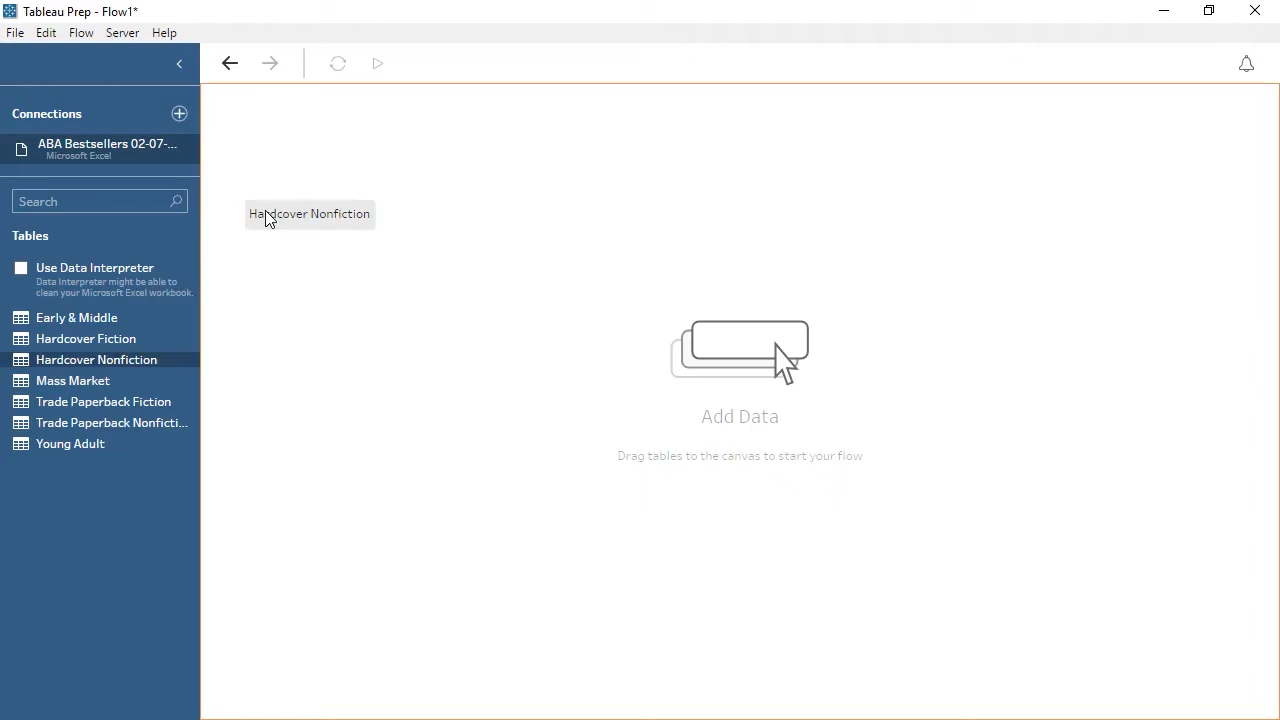 Tableau Prep - Flow1*
File Edit Flow Server Help
Connections
ABA Bestsellers 02-07-...
Microsoft Excel
Search
Tables
Use Data Interpreter
Data Interpreter might be able to
clean your Microsoft Excel workbook.
Early & Middle
Hardcover Fiction
Hardcover Nonfiction
Mass Market
Trade Paperback Fiction
Trade Paperback Nonficti...
Young Adult
Hardcover Nonfiction
Add Data
Drag tables to the canvas to start your flow